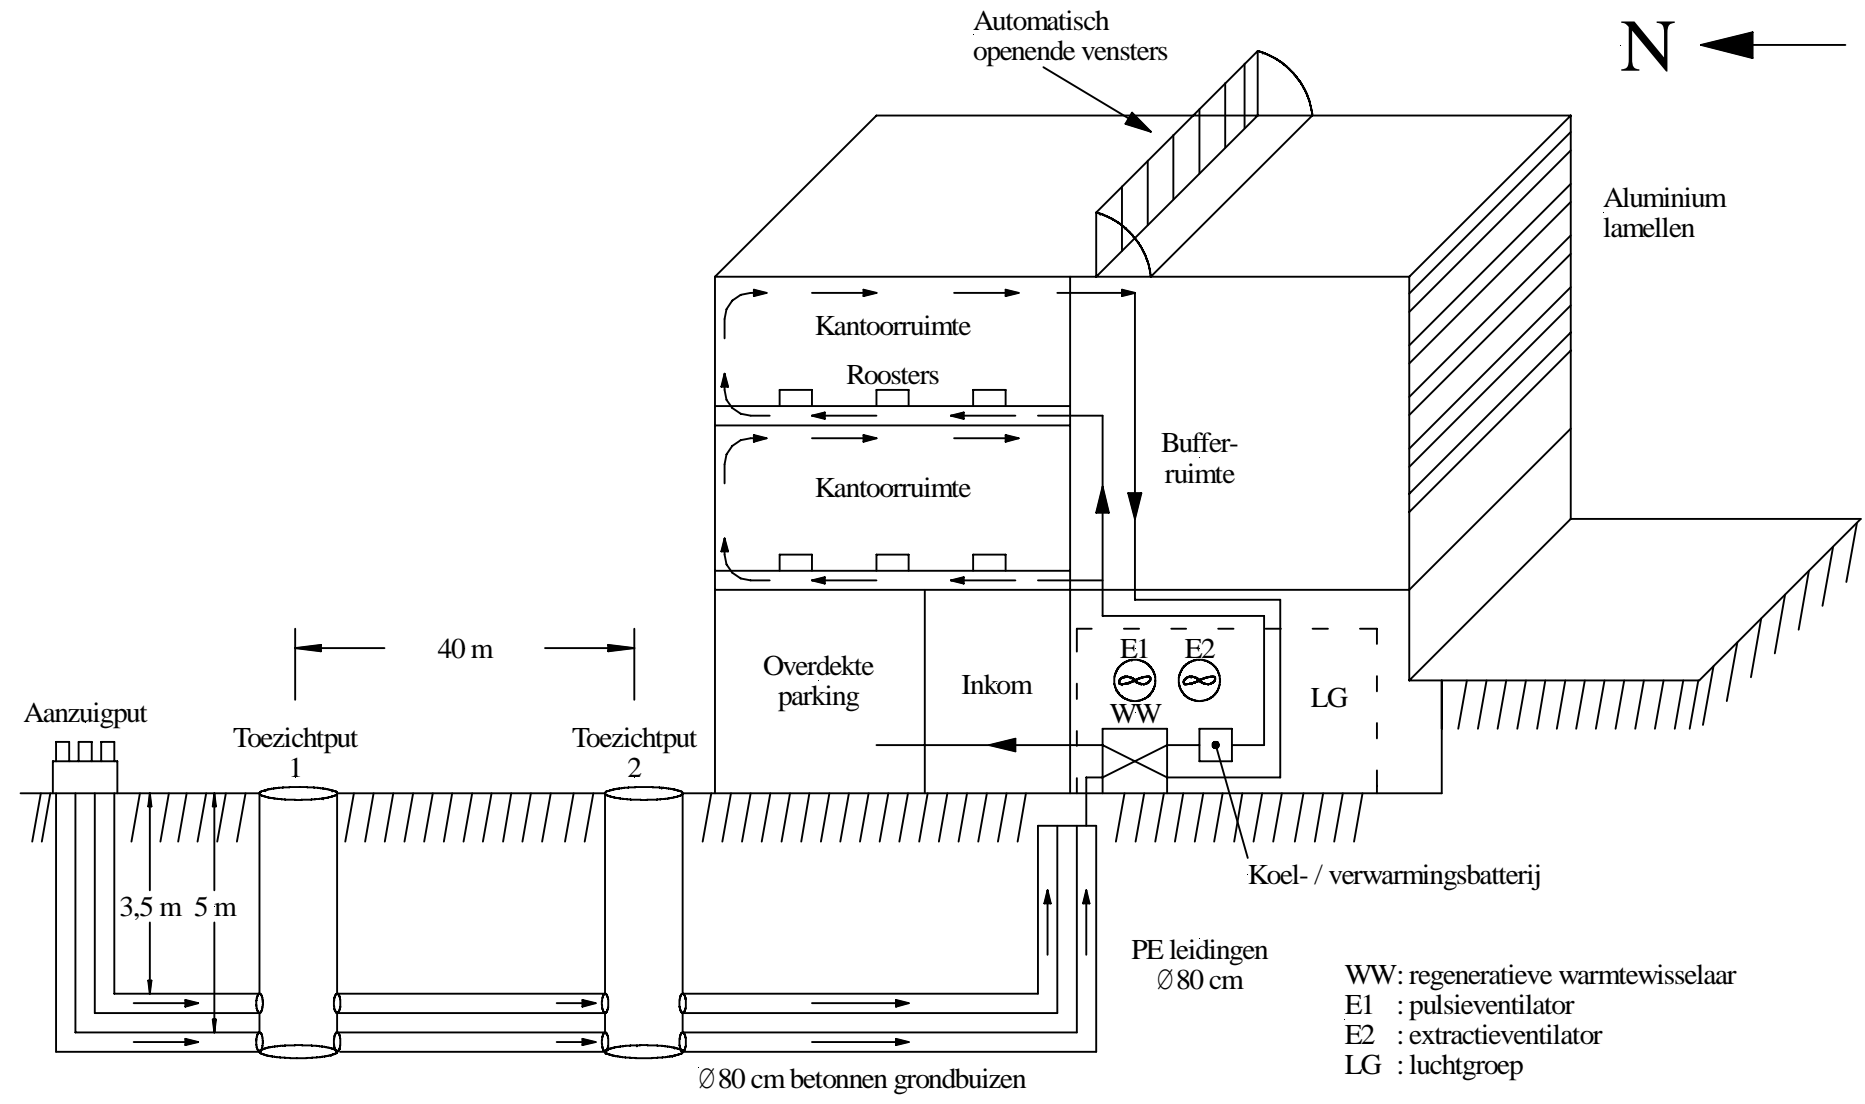 Automatisch
openende vensters
N
Aluminium
lamellen
Kantoorruimte
Roosters
Buffer-
ruimte
Kantoorruimte
40 m
E1 E2
Overdekte
parking
Inkom
LG
WW
Aanzuigput
Toezichtput
1
Toezichtput
2
3,5 m 5 m
Koel- / verwarmingsbatterij
PE leidingen
∅80 cm
∅80 cm betonnen grondbuizen
WW: regeneratieve warmtewisselaar
E1 : pulsieventilator
E2 : extractieventilator
LG : luchtgroep